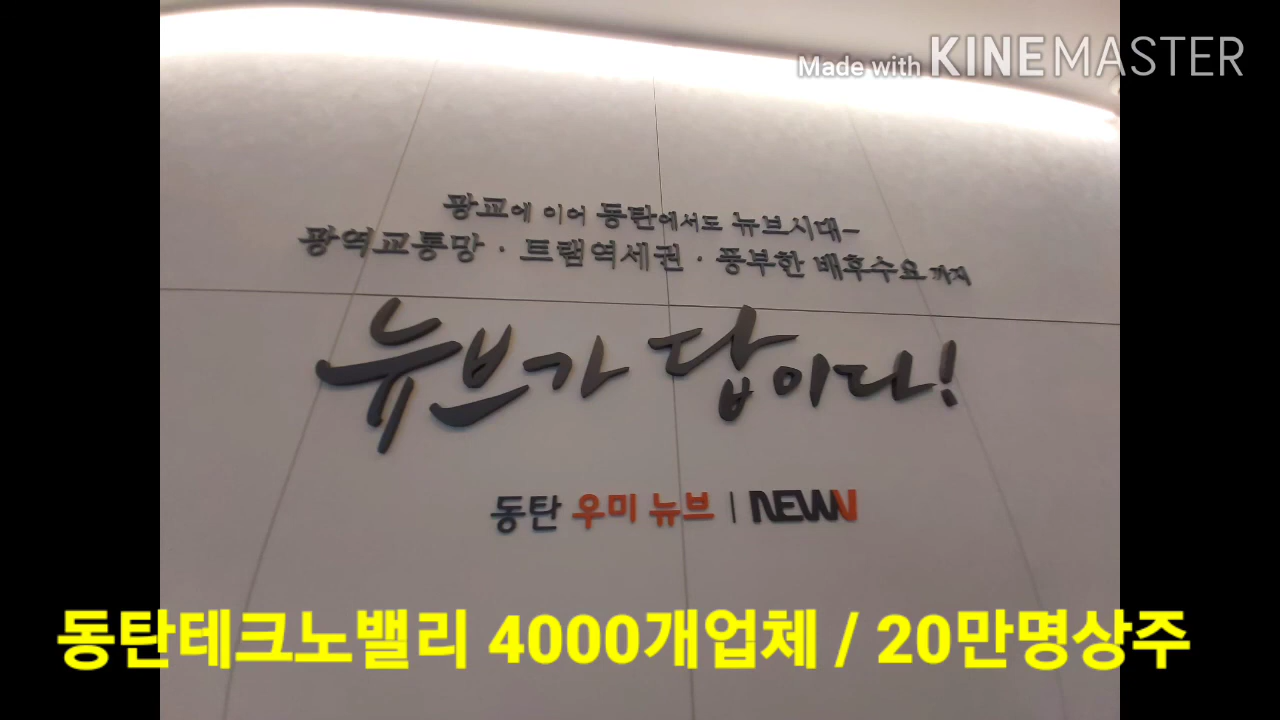 Made with KINEMASTER
광교에 이어 동탄에서도 뉴브시대-
광역교통망 · 트램역세권 · 풍부한 배후수요까지
뉴브가 답이다!
동탄 우미 뉴브 | NEWV
동탄테크노밸리 4000개업체 / 20만명상주